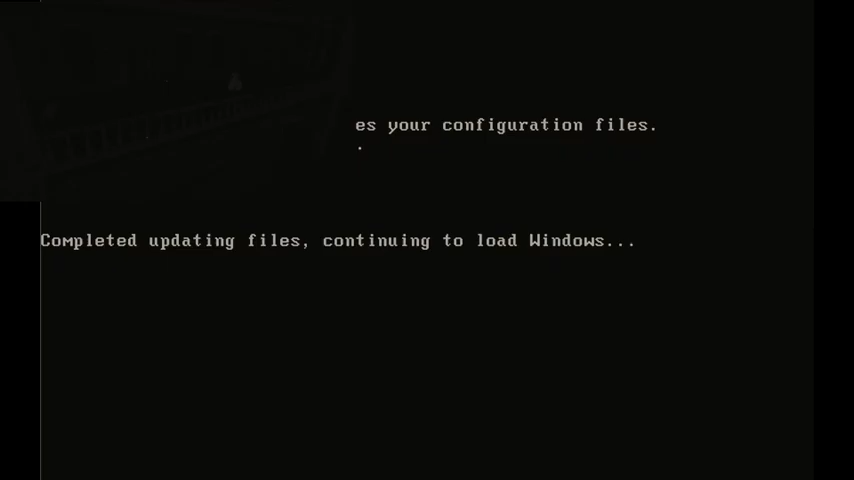 es your configuration files.
.
Completed updating files, continuing to load Windows...